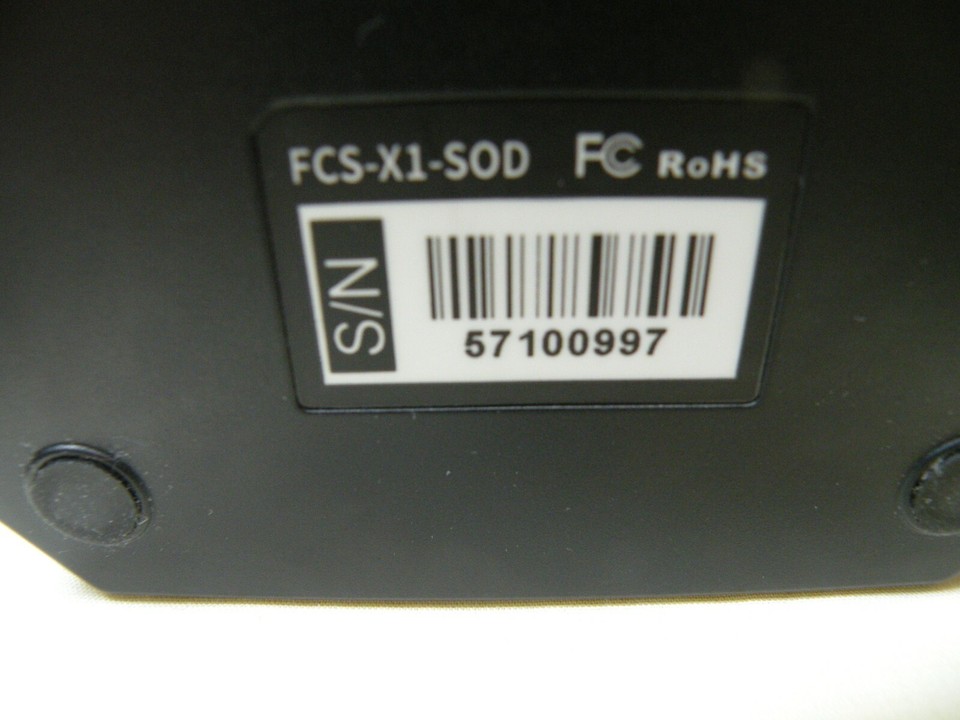 FCS-X1-SOD FC RoHS
S/N
57100997